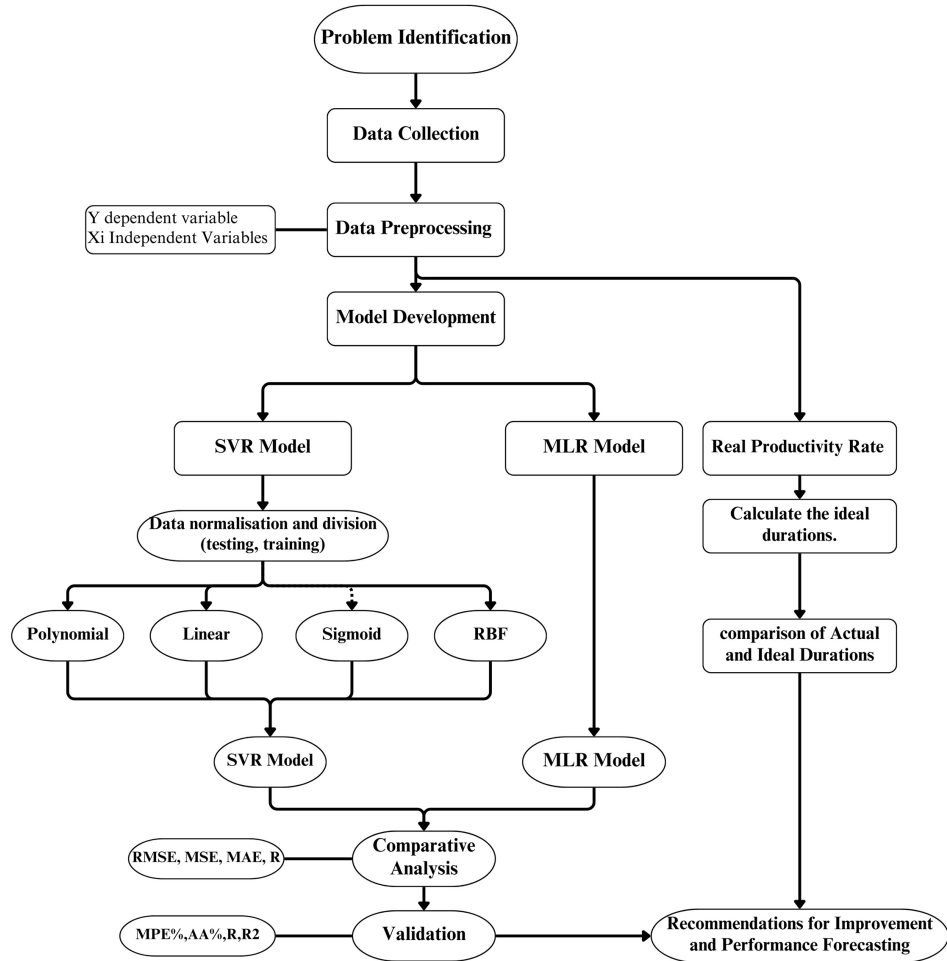 Problem Identification
Data Collection
Y dependent variable
Xi Independent Variables
Data Preprocessing
Model Development
SVR Model
MLR Model
Real Productivity Rate
Data normalisation and division
(testing, training)
Calculate the ideal
durations.
Polynomial
Linear
Sigmoid
RBF
comparison of Actual
and Ideal Durations
SVR Model
MLR Model
RMSE, MSE, MAE, R
Comparative
Analysis
MPE%,AA%,R,R2
Validation
Recommendations for Improvement
and Performance Forecasting